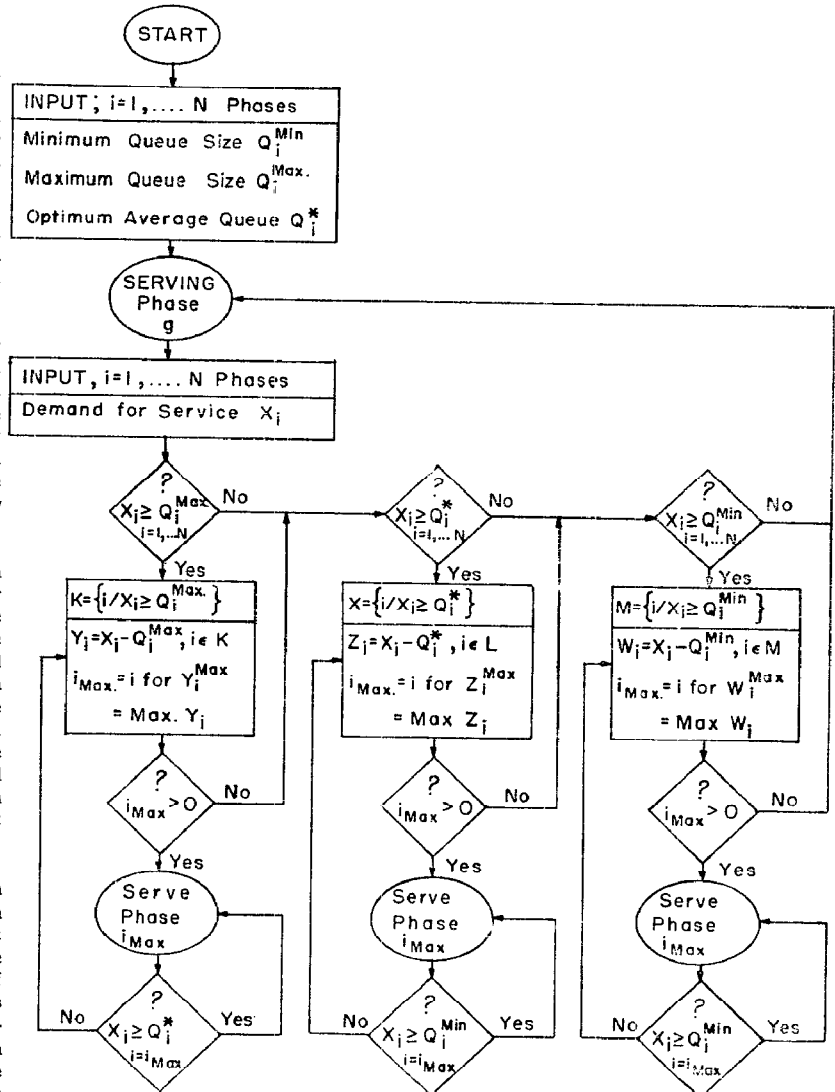 START
INPUT; i=1,.... N Phases
Minimum Queue Size Q_i^Min
Maximum Queue Size Q_i^Max.
Optimum Average Queue Q_i^*
SERVING
Phase
g
INPUT, i=1,.... N Phases
Demand for Service X_i
?
X_i ≥ Q_i^Max.
i=1,...N
No
Yes
K={i/X_i ≥ Q_i^Max.}
Y_i=X_i-Q_i^Max, i ϵ K
i_Max.=i for Y_i^Max
= Max. Y_i
?
i_Max > O
No
Yes
Serve
Phase
i_Max
?
X_i ≥ Q_i^*
i=i_Max
No
Yes
?
X_i ≥ Q_i^*
i=1,...N
No
Yes
X={i/X_i ≥ Q_i^*}
Z_i=X_i-Q_i^*, i ϵ L
i_Max.=i for Z_i^Max
= Max Z_i
?
i_Max > O
No
Yes
Serve
Phase
i_Max
?
X_i ≥ Q_i^Min
i=i_Max
No
Yes
?
X_i ≥ Q_i^Min
i=1,...N
No
Yes
M={i/X_i ≥ Q_i^Min}
W_i=X_i-Q_i^Min, i ϵ M
i_Max.=i for W_i^Max
= Max W_i
?
i_Max > O
No
Yes
Serve
Phase
i_Max
?
X_i ≥ Q_i^Min
i=i_Max
No
Yes